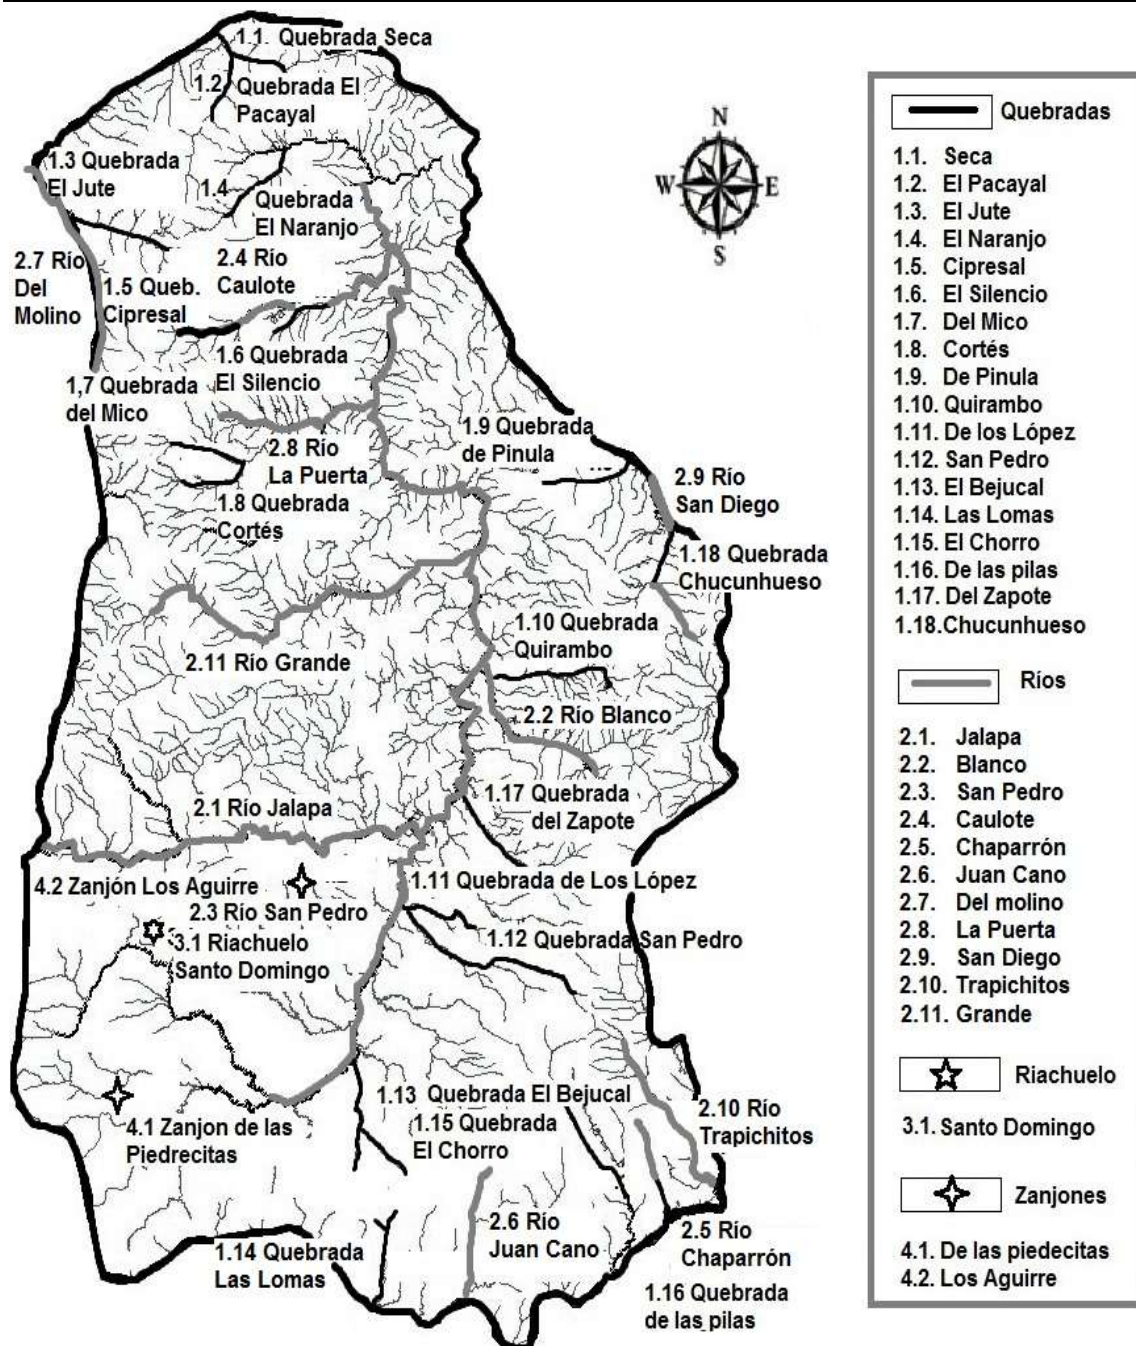 1.1. Quebrada Seca
1.2 Quebrada El
Pacayal
1.3 Quebrada
El Jute
1.4 Quebrada
El Naranjo
2.7 Río
Del
Molino
1.5 Queb.
Cipresal
2.4 Río
Caulote
1.6 Quebrada
El Silencio
1,7 Quebrada
del Mico
2.8 Río
La Puerta
1.9 Quebrada
de Pinula
1.8 Quebrada
Cortés
2.9 Río
San Diego
1.18 Quebrada
Chucunhueso
1.10 Quebrada
Quirambo
2.11 Río Grande
2.2 Río Blanco
1.17 Quebrada
del Zapote
2.1 Río Jalapa
4.2 Zanjón Los Aguirre
1.11 Quebrada de Los López
2.3 Río San Pedro
3.1 Riachuelo
Santo Domingo
1.12 Quebrada San Pedro
1.13 Quebrada El Bejucal
1.15 Quebrada
El Chorro
2.10 Río
Trapichitos
4.1 Zanjon de las
Piedrecitas
2.6 Río
Juan Cano
2.5 Río
Chaparrón
1.14 Quebrada
Las Lomas
1.16 Quebrada
de las pilas
N
W E
S
Quebradas
1.1. Seca
1.2. El Pacayal
1.3. El Jute
1.4. El Naranjo
1.5. Cipresal
1.6. El Silencio
1.7. Del Mico
1.8. Cortés
1.9. De Pinula
1.10. Quirambo
1.11. De los López
1.12. San Pedro
1.13. El Bejucal
1.14. Las Lomas
1.15. El Chorro
1.16. De las pilas
1.17. Del Zapote
1.18.Chucunhueso
Ríos
2.1. Jalapa
2.2. Blanco
2.3. San Pedro
2.4. Caulote
2.5. Chaparrón
2.6. Juan Cano
2.7. Del molino
2.8. La Puerta
2.9. San Diego
2.10. Trapichitos
2.11. Grande
Riachuelo
3.1. Santo Domingo
Zanjones
4.1. De las piedecitas
4.2. Los Aguirre